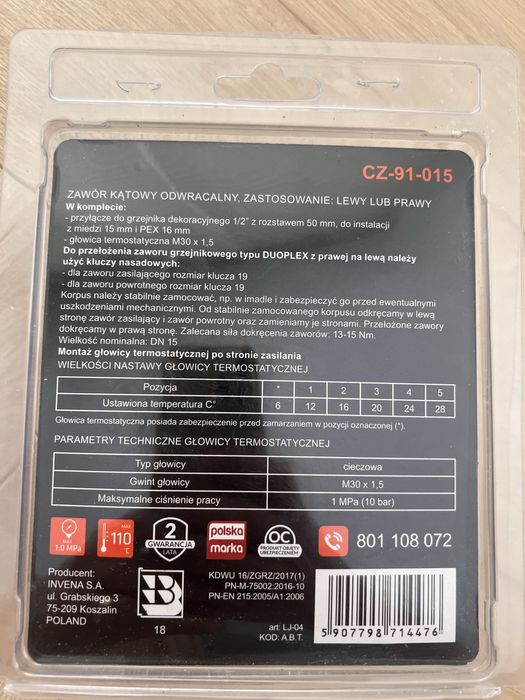 CZ-91-015
ZAWÓR KĄTOWY ODWRACALNY, ZASTOSOWANIE: LEWY LUB PRAWY
W komplecie:
- przyłącze do grzejnika dekoracyjnego 1/2" z rozstawem 50 mm, do instalacji
z miedzi 15 mm i PEX 16 mm
- głowica termostatyczna M30 x 1,5
Do przełożenia zaworu grzejnikowego typu DUOPLEX z prawej na lewą należy
użyć kluczy nasadowych:
- dla zaworu zasilającego rozmiar klucza 19
- dla zaworu powrotnego rozmiar klucza 19
Korpus należy stabilnie zamocować, np. w imadle i zabezpieczyć go przed ewentualnymi
uszkodzeniami mechanicznymi. Od stabilnie zamocowanego korpusu odkręcamy w lewą
stronę zawór zasilający i zawór powrotny oraz zamieniamy je stronami. Przełożone zawory
dokręcamy w prawą stronę. Zalecana siła dokręcenia zaworów: 13-15 Nm.
Wielkość nominalna: DN 15
Montaż głowicy termostatycznej po stronie zasilania
WIELKOŚCI NASTAWY GŁOWICY TERMOSTATYCZNEJ
Pozycja * 1 2 3 4 5
Ustawiona temperatura C° 6 12 16 20 24 28
Głowica termostatyczna posiada zabezpieczenie przed zamarzaniem w pozycji oznaczonej (*).
PARAMETRY TECHNICZNE GŁOWICY TERMOSTATYCZNEJ
Typ głowicy cieczowa
Gwint głowicy M30 x 1,5
Maksymalne ciśnienie pracy 1 MPa (10 bar)
MAX
1.0 MPa
MAX
110
°C
2
GWARANCJA
LATA
polska
marka
OC
PRODUKT OBJĘTY
UBEZPIECZENIEM
801 108 072
Producent:
INVENA S.A.
ul. Grabskiego 3
75-209 Koszalin
POLAND
B
18
KDWU 16/ZGRZ/2017(1)
PN-M-75002:2016-10
PN-EN 215:2005/A1:2006
art: LJ-04
KOD: A.B.T.
5 907798 714476